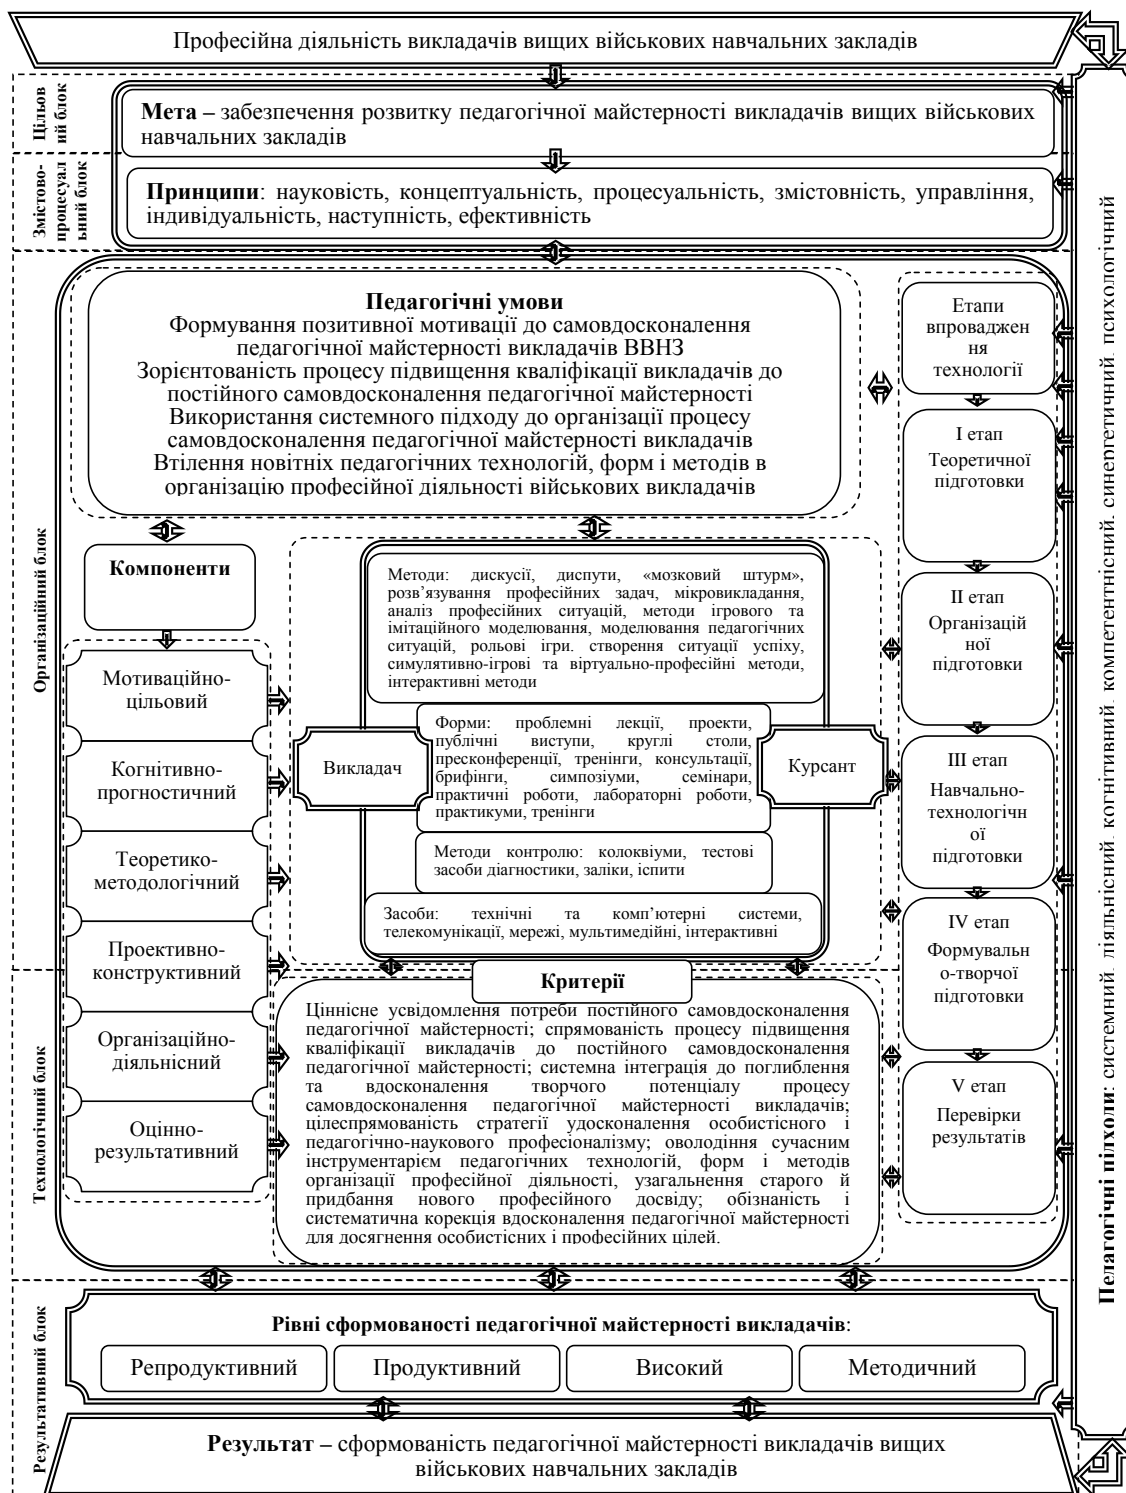 Професійна діяльність викладачів вищих військових навчальних закладів
Цільов
ий блок
Мета – забезпечення розвитку педагогічної майстерності викладачів вищих військових
навчальних закладів
Змістово-
процесуал
ьний блок
Принципи: науковість, концептуальність, процесуальність, змістовність, управління,
індивідуальність, наступність, ефективність
Організаційний блок
Педагогічні умови
Формування позитивної мотивації до самовдосконалення
педагогічної майстерності викладачів ВВНЗ
Зорієнтованість процесу підвищення кваліфікації викладачів до
постійного самовдосконалення педагогічної майстерності
Використання системного підходу до організації процесу
самовдосконалення педагогічної майстерності викладачів
Втілення новітніх педагогічних технологій, форм і методів в
організацію професійної діяльності військових викладачів
Етапи
впроваджен
ня
технології
І етап
Теоретичної
підготовки
ІІ етап
Організацій
ної
підготовки
ІІІ етап
Навчально-
технологічн
ої
підготовки
IV етап
Формувальн
о-творчої
підготовки
V етап
Перевірки
результатів
Компоненти
Мотиваційно-
цільовий
Когнітивно-
прогностичний
Теоретико-
методологічний
Проективно-
конструктивний
Організаційно-
діяльнісний
Оцінно-
результативний
Методи: дискусії, диспути, «мозковий штурм»,
розв’язування професійних задач, мікровикладання,
аналіз професійних ситуацій, методи ігрового та
імітаційного моделювання, моделювання педагогічних
ситуацій, рольові ігри. створення ситуації успіху,
симулятивно-ігрові та віртуально-професійні методи,
інтерактивні методи
Викладач
Форми: проблемні лекції, проекти,
публічні виступи, круглі столи,
пресконференції, тренінги, консультації,
брифінги, симпозіуми, семінари,
практичні роботи, лабораторні роботи,
практикуми, тренінги
Курсант
Методи контролю: колоквіуми, тестові
засоби діагностики, заліки, іспити
Засоби: технічні та комп’ютерні системи,
телекомунікації, мережі, мультимедійні, інтерактивні
Технологічний блок
Критерії
Ціннісне усвідомлення потреби постійного самовдосконалення
педагогічної майстерності; спрямованість процесу підвищення
кваліфікації викладачів до постійного самовдосконалення
педагогічної майстерності; системна інтеграція до поглиблення
та вдосконалення творчого потенціалу процесу
самовдосконалення педагогічної майстерності викладачів;
цілеспрямованість стратегії удосконалення особистісного і
педагогічно-наукового професіоналізму; оволодіння сучасним
інструментарієм педагогічних технологій, форм і методів
організації професійної діяльності, узагальнення старого й
придбання нового професійного досвіду; обізнаність і
систематична корекція вдосконалення педагогічної майстерності
для досягнення особистісних і професійних цілей.
Результативний блок
Рівні сформованості педагогічної майстерності викладачів:
Репродуктивний
Продуктивний
Високий
Методичний
Результат – сформованість педагогічної майстерності викладачів вищих
військових навчальних закладів
Педагогічні підходи: системний, діяльнісний, когнітивний, компетентнісний, синергетичний, психологічний